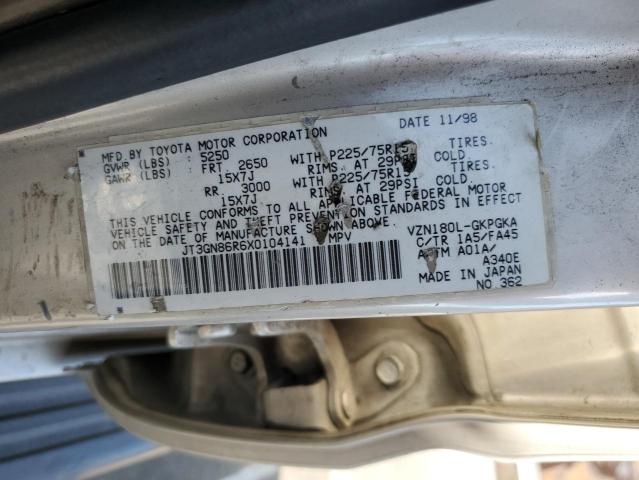 MFD. BY TOYOTA MOTOR CORPORATION DATE 11/98
GVWR (LBS) : 5250
GAWR (LBS) : FRT. 2650 WITH P225/75R15 TIRES.
15X7J RIMS. AT 29PSI COLD.
RR. 3000 WITH P225/75R15 TIRES.
15X7J RIMS. AT 29PSI COLD.
THIS VEHICLE CONFORMS TO ALL APPLICABLE FEDERAL MOTOR
VEHICLE SAFETY AND THEFT PREVENTION STANDARDS IN EFFECT
ON THE DATE OF MANUFACTURE SHOWN ABOVE.
JT3GN86R6X0104141 MPV VZN180L-GKPGKA
C/TR 1A5/FA45
A/TM A01A/
A340E
MADE IN JAPAN
NO.362